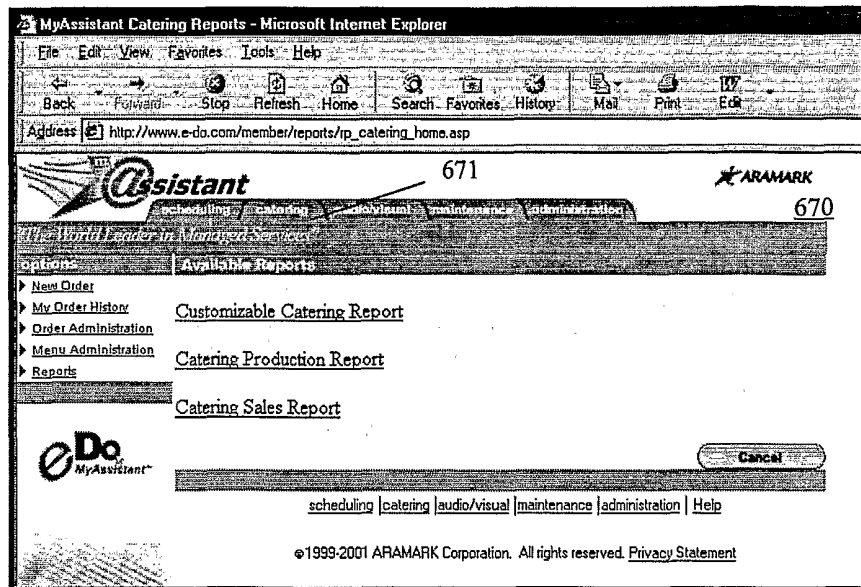 MyAssistant Catering Reports - Microsoft Internet Explorer
File Edit View Favorites Tools Help
Back Forward Stop Refresh Home Search Favorites History Mail Print Edit
Address http://www.e-do.com/member/reports/rp_catering_home.asp
my @ssistant
671
ARAMARK
scheduling catering audio/visual maintenance administration
670
The World Leader in Managed Services
options Available Reports
New Order
My Order History
Customizable Catering Report
Order Administration
Menu Administration
Catering Production Report
Reports
Catering Sales Report
eDo
MyAssistant
Cancel
scheduling |catering |audio/visual |maintenance |administration | Help
©1999-2001 ARAMARK Corporation. All rights reserved. Privacy Statement